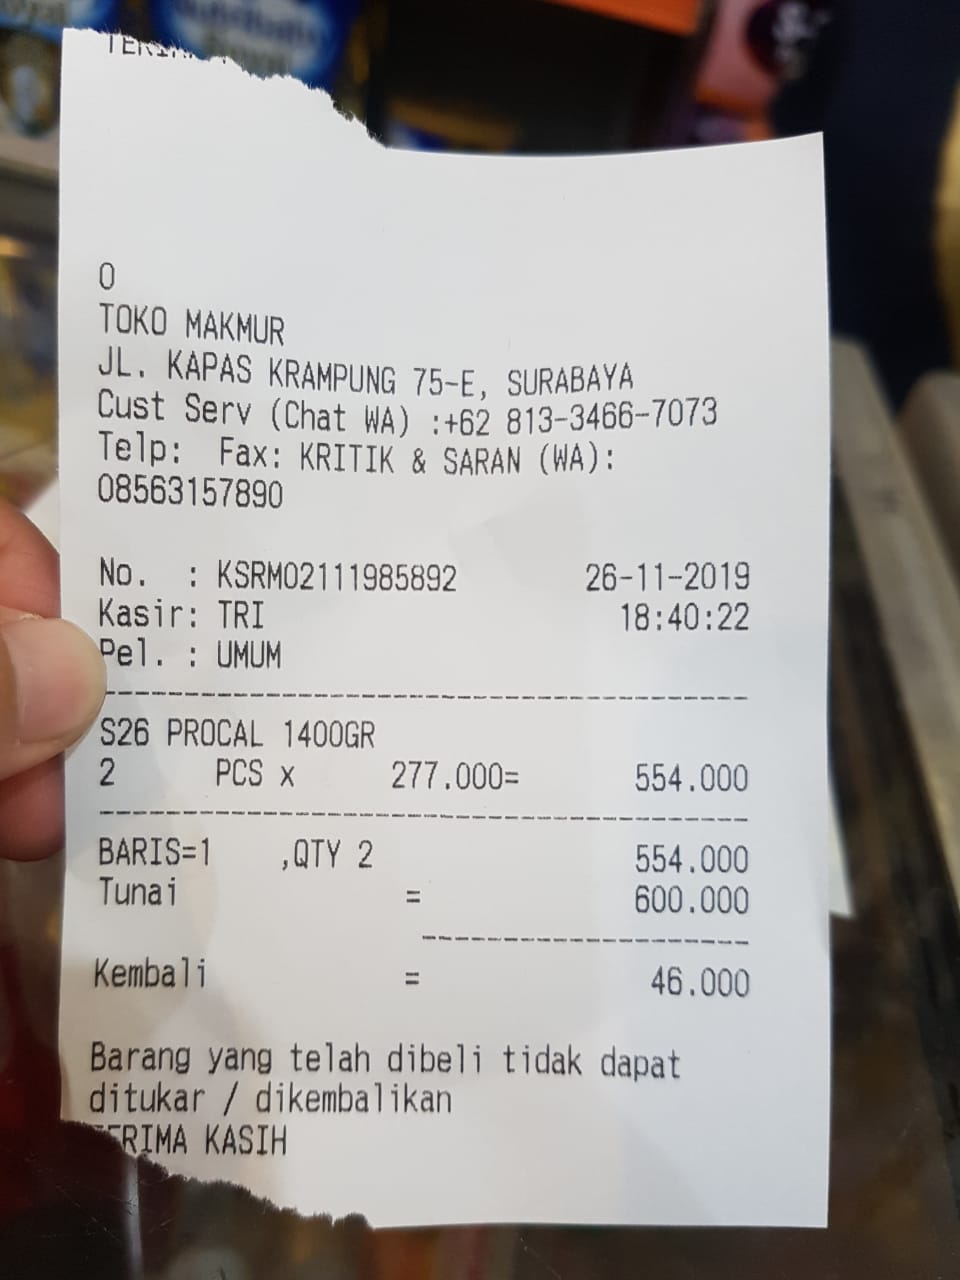 0
TOKO MAKMUR
JL. KAPAS KRAMPUNG 75-E, SURABAYA
Cust Serv (Chat WA) :+62 813-3466-7073
Telp:  Fax: KRITIK & SARAN (WA):
08563157890
No.  : KSRM02111985892 26-11-2019
Kasir: TRI 18:40:22
Pel. : UMUM
S26 PROCAL 1400GR
2 PCS x 277.000= 554.000
BARIS=1 ,QTY 2 554.000
Tunai = 600.000
Kembali = 46.000
Barang yang telah dibeli tidak dapat
ditukar / dikembalikan
TERIMA KASIH